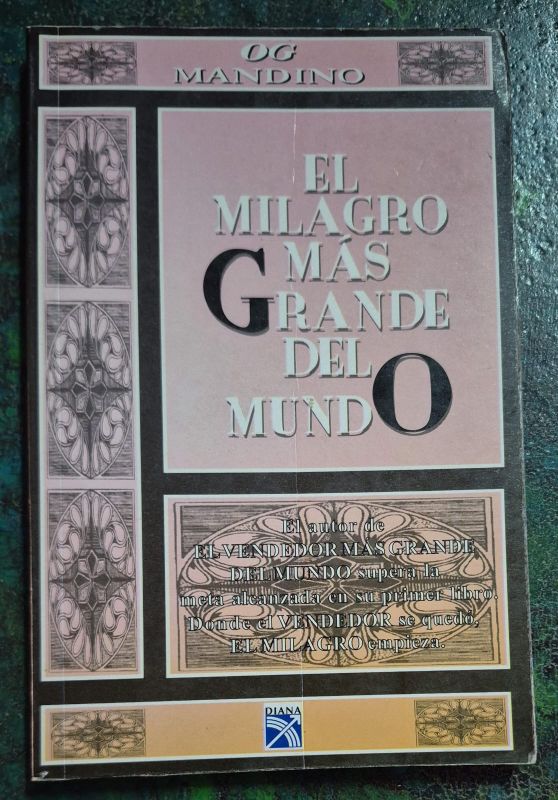 OG
MANDINO
EL
MILAGRO
MÁS
GRANDE
DEL
MUNDO
El autor de
EL VENDEDOR MÁS GRANDE
DEL MUNDO supera la
meta alcanzada en su primer libro.
Donde el VENDEDOR se quedó,
EL MILAGRO empieza.
DIANA